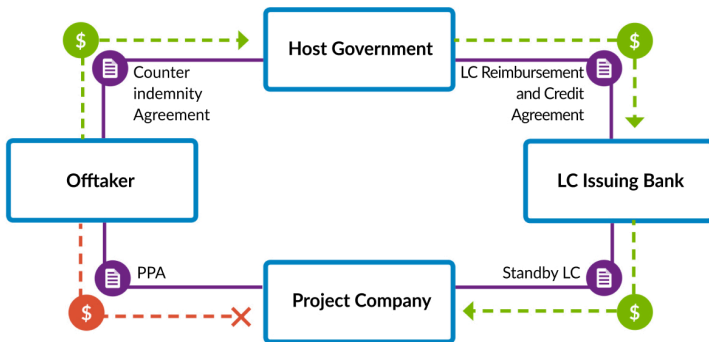 $
$
Host Government
Counter
indemnity
Agreement
LC Reimbursement
and Credit
Agreement
Offtaker
LC Issuing Bank
PPA
Standby LC
Project Company
$
$